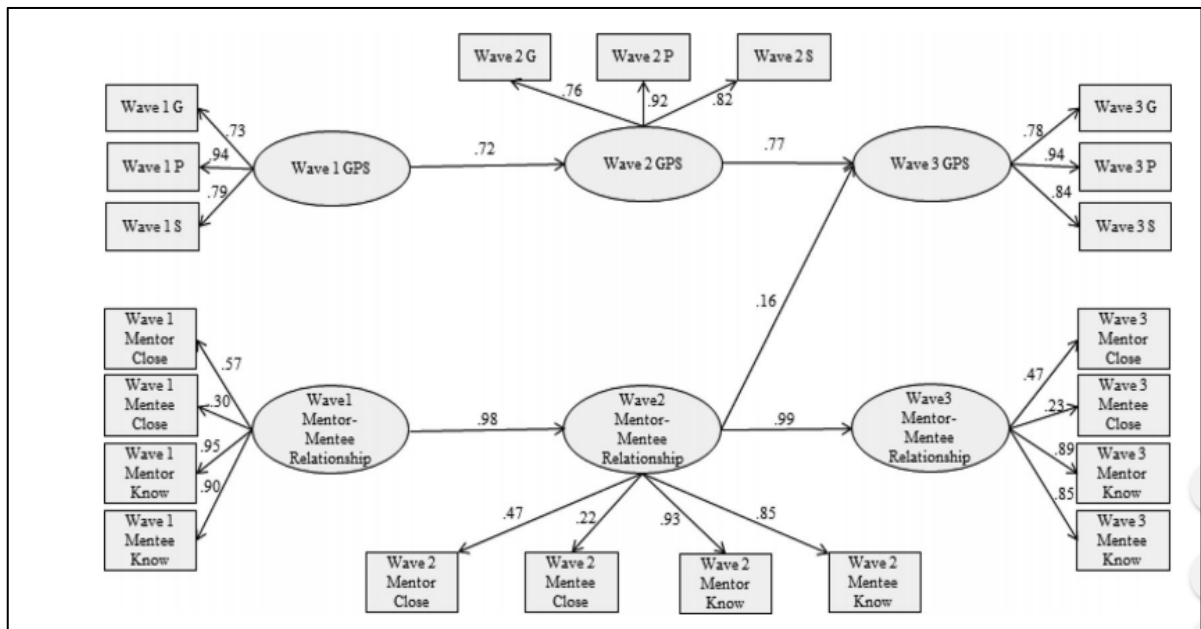 Wave 2 G
Wave 2 P
Wave 2 S
.76
.92
.82
Wave 1 G
Wave 1 P
Wave 1 S
.73
.94
.79
Wave 1 GPS
.72
Wave 2 GPS
.77
Wave 3 GPS
.78
.94
.84
Wave 3 G
Wave 3 P
Wave 3 S
.16
Wave 1
Mentor
Close
Wave 1
Mentee
Close
Wave 1
Mentor
Know
Wave 1
Mentee
Know
.57
.30
.95
.90
Wave1
Mentor-
Mentee
Relationship
.98
Wave2
Mentor-
Mentee
Relationship
.99
Wave3
Mentor-
Mentee
Relationship
.47
.23
.89
.85
Wave 3
Mentor
Close
Wave 3
Mentee
Close
Wave 3
Mentor
Know
Wave 3
Mentee
Know
.47
.22
.93
.85
Wave 2
Mentor
Close
Wave 2
Mentee
Close
Wave 2
Mentor
Know
Wave 2
Mentee
Know